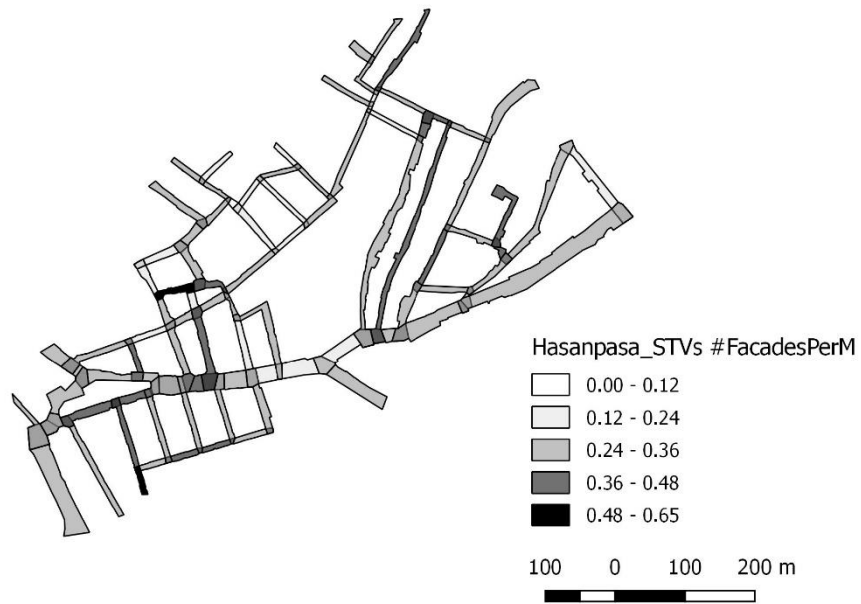 Hasanpasa_STVs #FacadesPerM
0.00 - 0.12
0.12 - 0.24
0.24 - 0.36
0.36 - 0.48
0.48 - 0.65
100 0 100 200 m